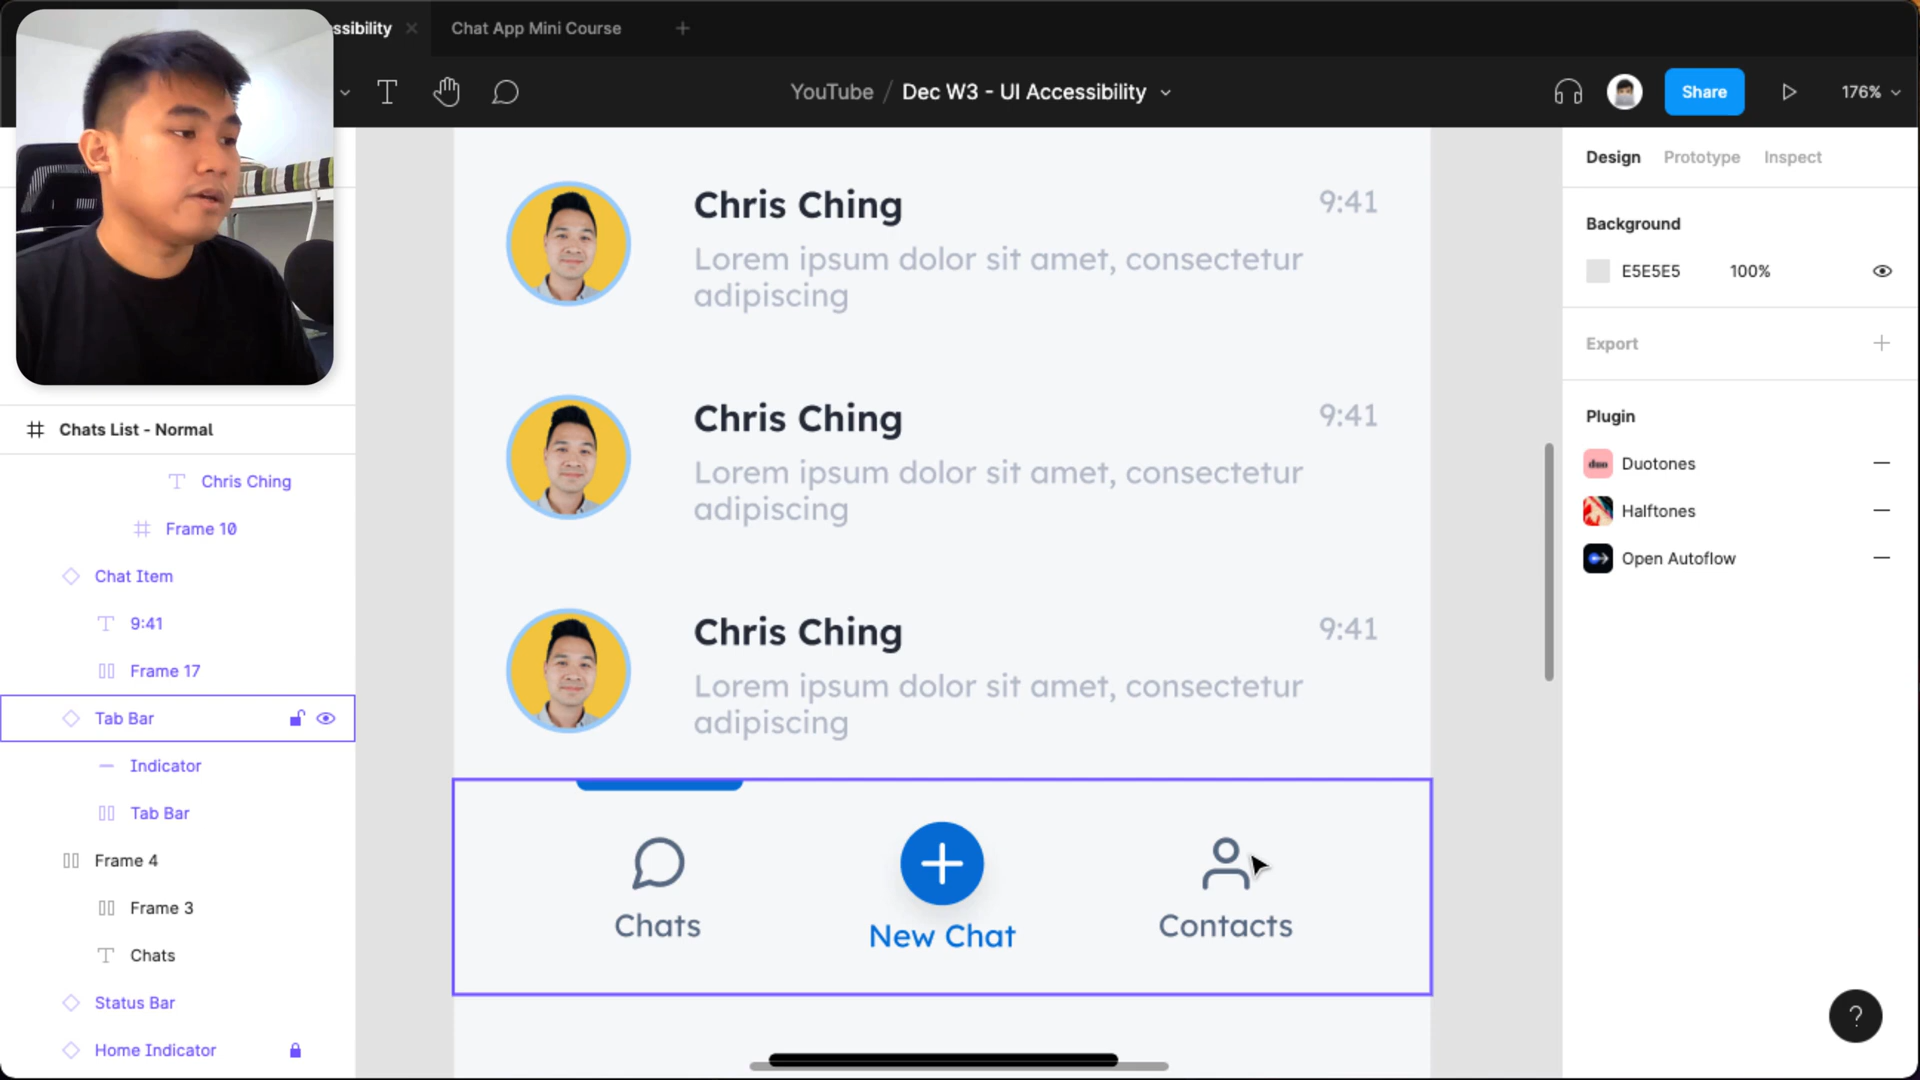 ssibility
Chat App Mini Course
YouTube / Dec W3 - UI Accessibility
Share
176%
Chats List - Normal
Chris Ching
Frame 10
Chat Item
9:41
Frame 17
Tab Bar
Indicator
Tab Bar
Frame 4
Frame 3
Chats
Status Bar
Home Indicator
Chris Ching
9:41
Lorem ipsum dolor sit amet, consectetur
adipiscing
Chris Ching
9:41
Lorem ipsum dolor sit amet, consectetur
adipiscing
Chris Ching
9:41
Lorem ipsum dolor sit amet, consectetur
adipiscing
Chats
New Chat
Contacts
Design
Prototype
Inspect
Background
E5E5E5
100%
Export
Plugin
duo
Duotones
Halftones
Open Autoflow
?